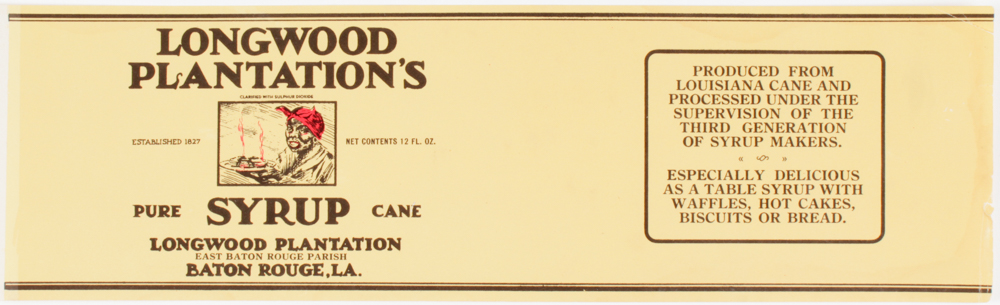 LONGWOOD
PLANTATION'S
CLARIFIED WITH SULPHUR DIOXIDE
ESTABLISHED 1827
NET CONTENTS 12 FL. OZ.
PURE SYRUP CANE
LONGWOOD PLANTATION
EAST BATON ROUGE PARISH
BATON ROUGE, LA.
PRODUCED FROM
LOUISIANA CANE AND
PROCESSED UNDER THE
SUPERVISION OF THE
THIRD GENERATION
OF SYRUP MAKERS.
ESPECIALLY DELICIOUS
AS A TABLE SYRUP WITH
WAFFLES, HOT CAKES,
BISCUITS OR BREAD.